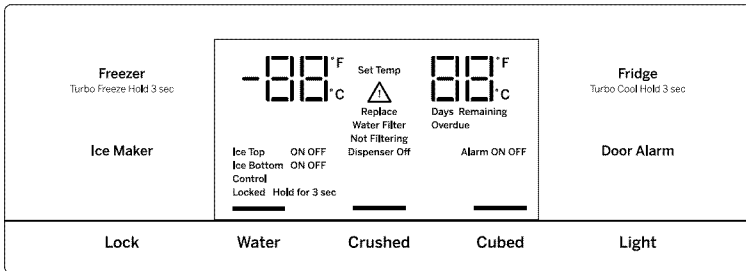 Freezer
Turbo Freeze Hold 3 sec
Ice Maker
-88 °F °C
Set Temp
88 °F °C
Replace
Water Filter
Not Filtering
Dispenser Off
Days Remaining
Overdue
Ice Top ON OFF
Ice Bottom ON OFF
Control
Locked Hold for 3 sec
Alarm ON OFF
Fridge
Turbo Cool Hold 3 sec
Door Alarm
Lock Water Crushed Cubed Light